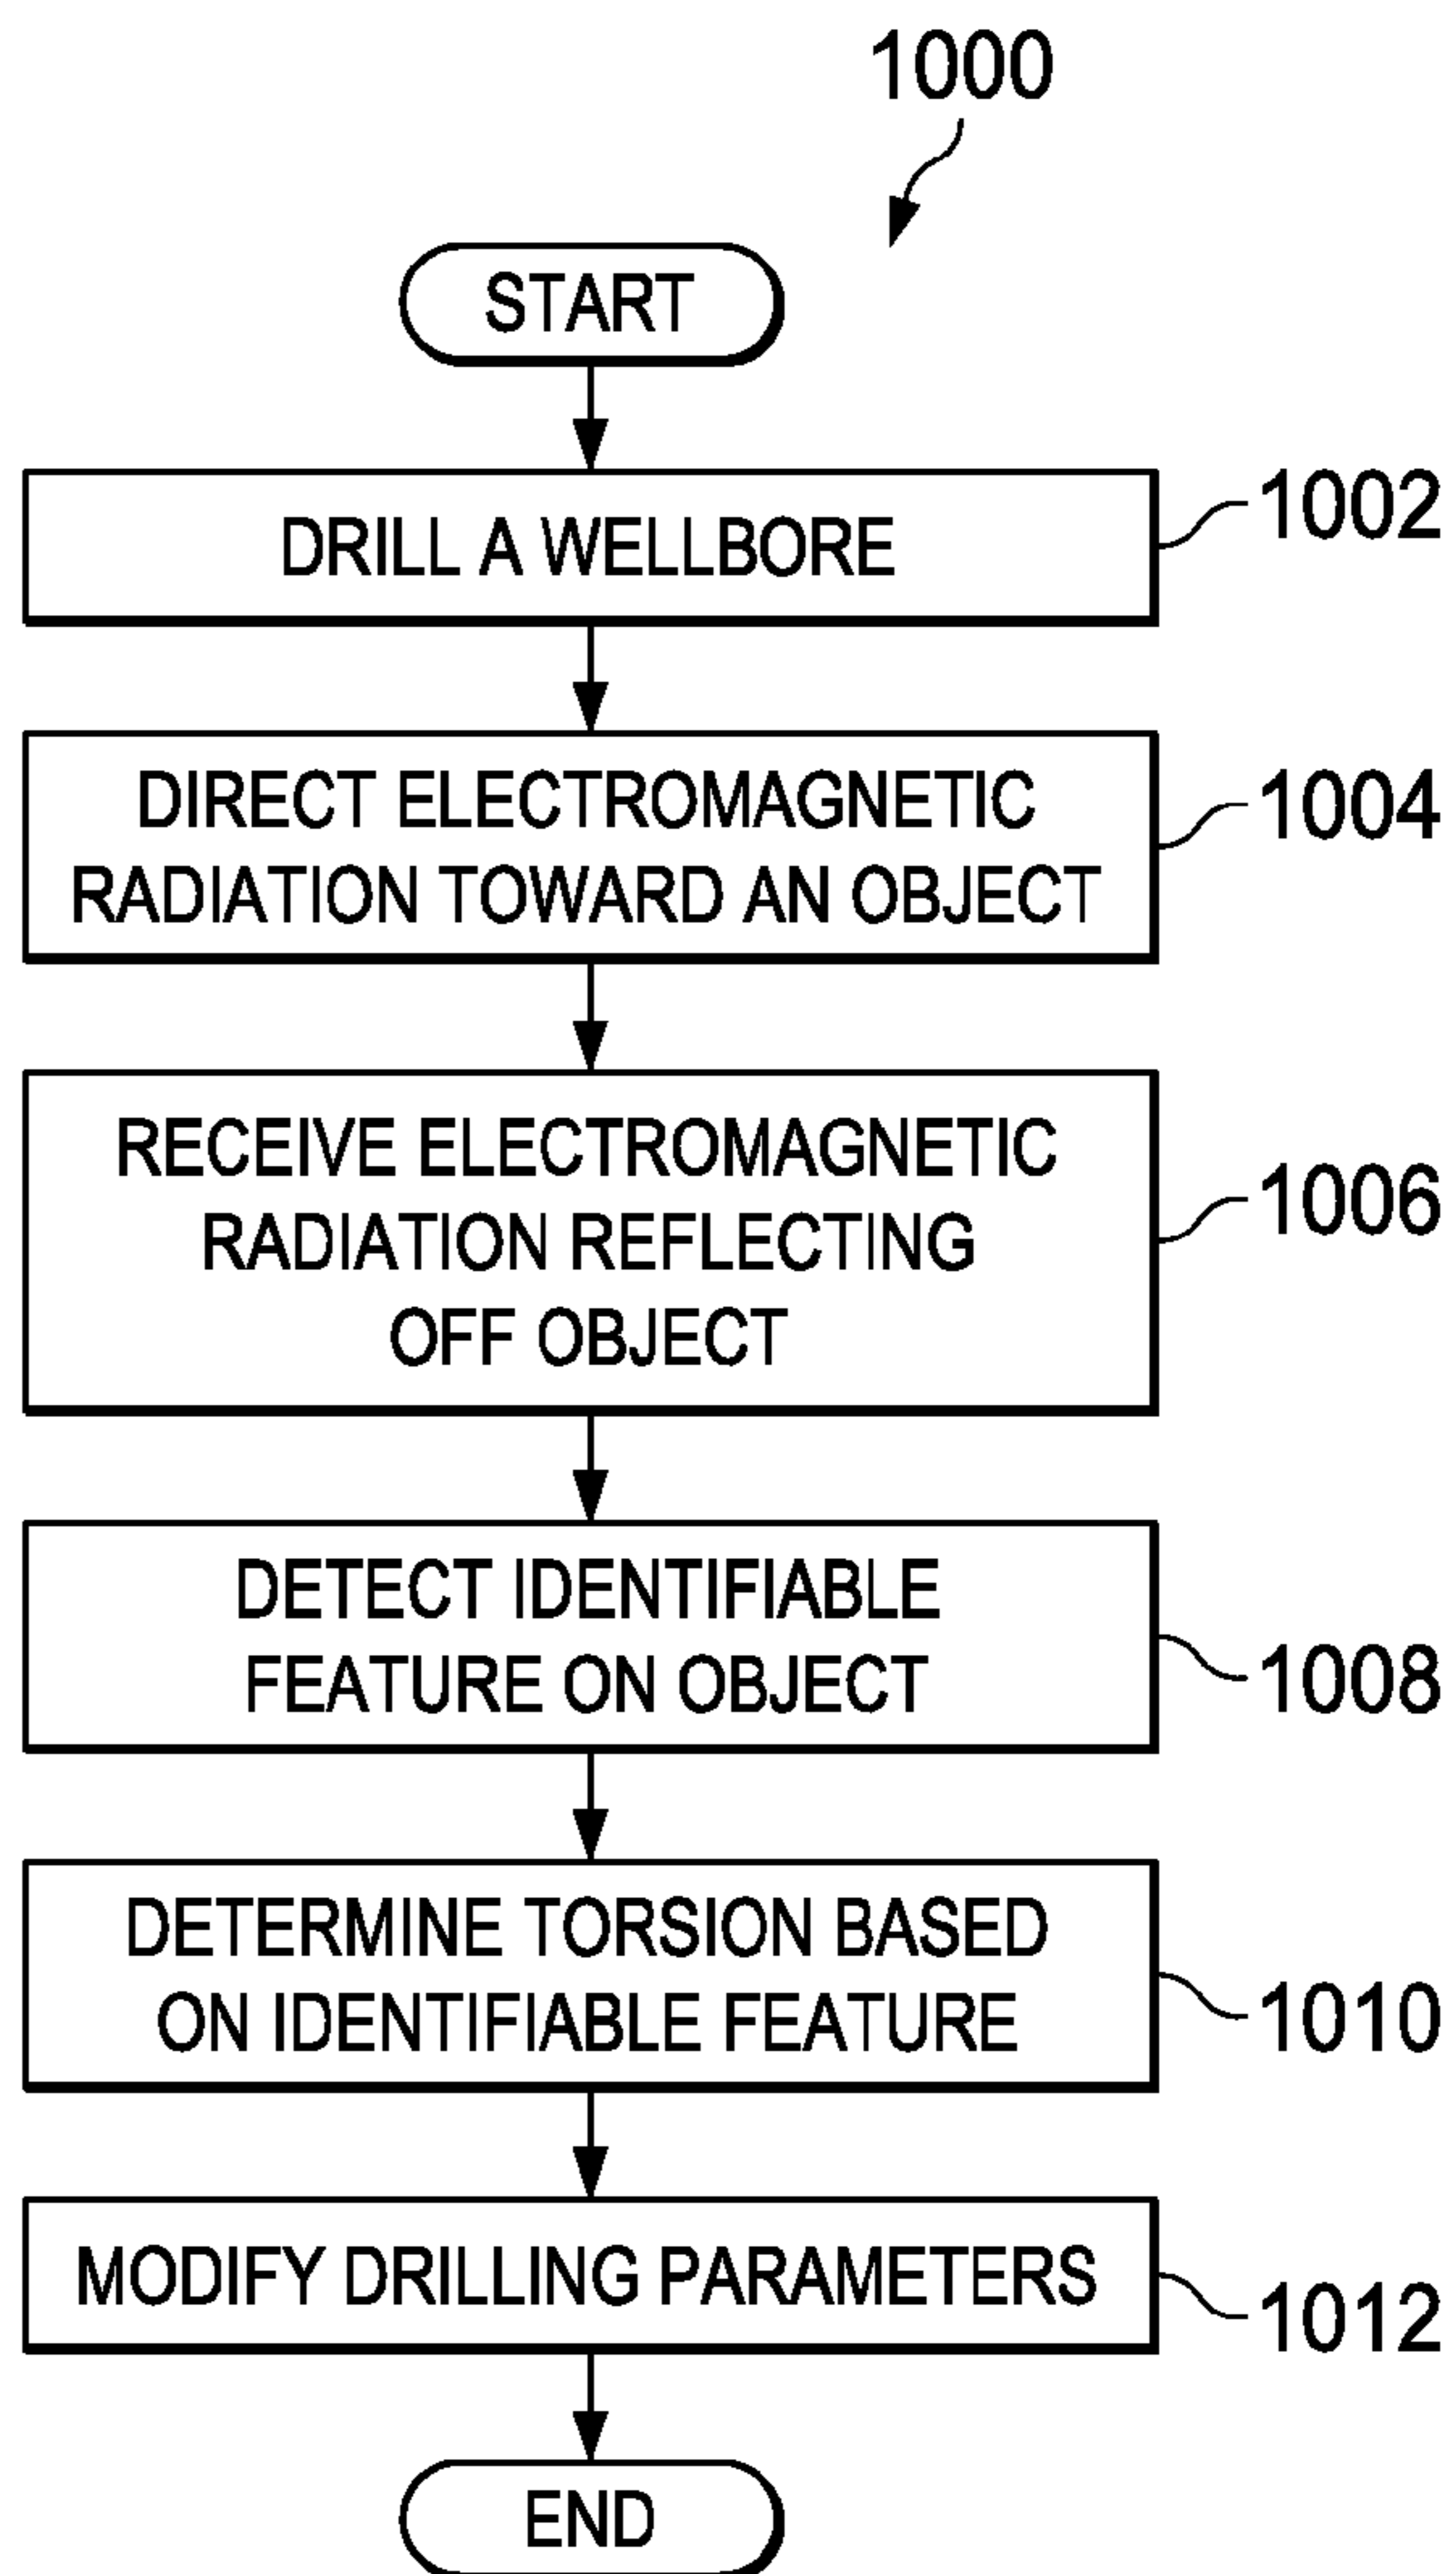 1000
START
DRILL A WELLBORE
1002
DIRECT ELECTROMAGNETIC
RADIATION TOWARD AN OBJECT
1004
RECEIVE ELECTROMAGNETIC
RADIATION REFLECTING
OFF OBJECT
1006
DETECT IDENTIFIABLE
FEATURE ON OBJECT
1008
DETERMINE TORSION BASED
ON IDENTIFIABLE FEATURE
1010
MODIFY DRILLING PARAMETERS
1012
END